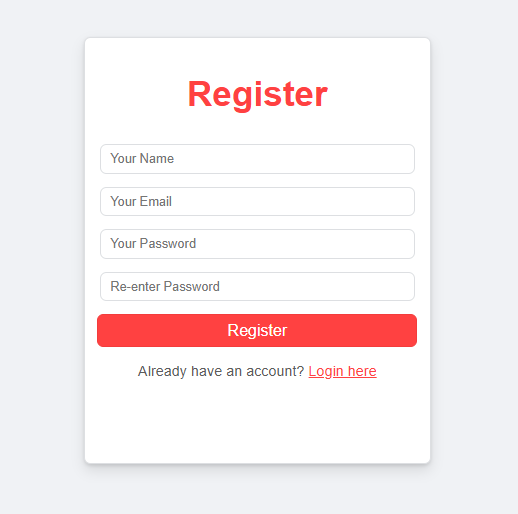 Register
Your Name
Your Email
Your Password
Re-enter Password
Register
Already have an account? Login here